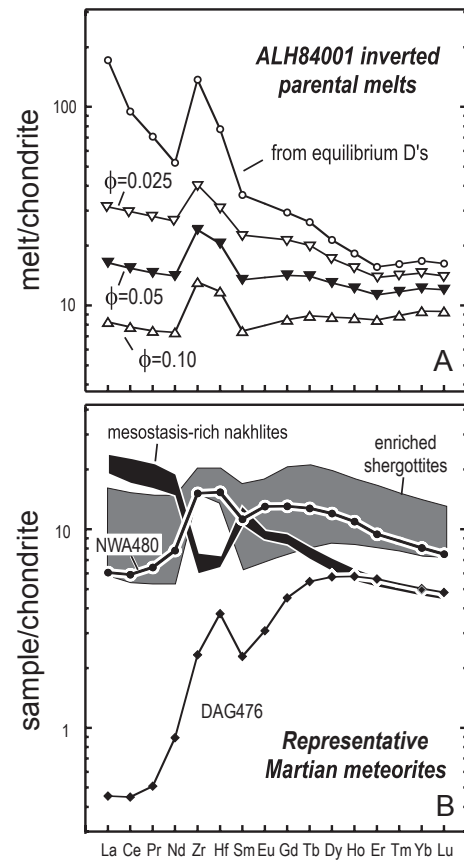 A
ALH84001 inverted
parental melts
melt/chondrite
100
10
from equilibrium D's
ϕ=0.025
ϕ=0.05
ϕ=0.10
mesostasis-rich nakhlites
enriched
shergottites
sample/chondrite
10
1
NWA480
DAG476
Representative
Martian meteorites
B
La Ce Pr Nd Zr Hf Sm Eu Gd Tb Dy Ho Er Tm Yb Lu